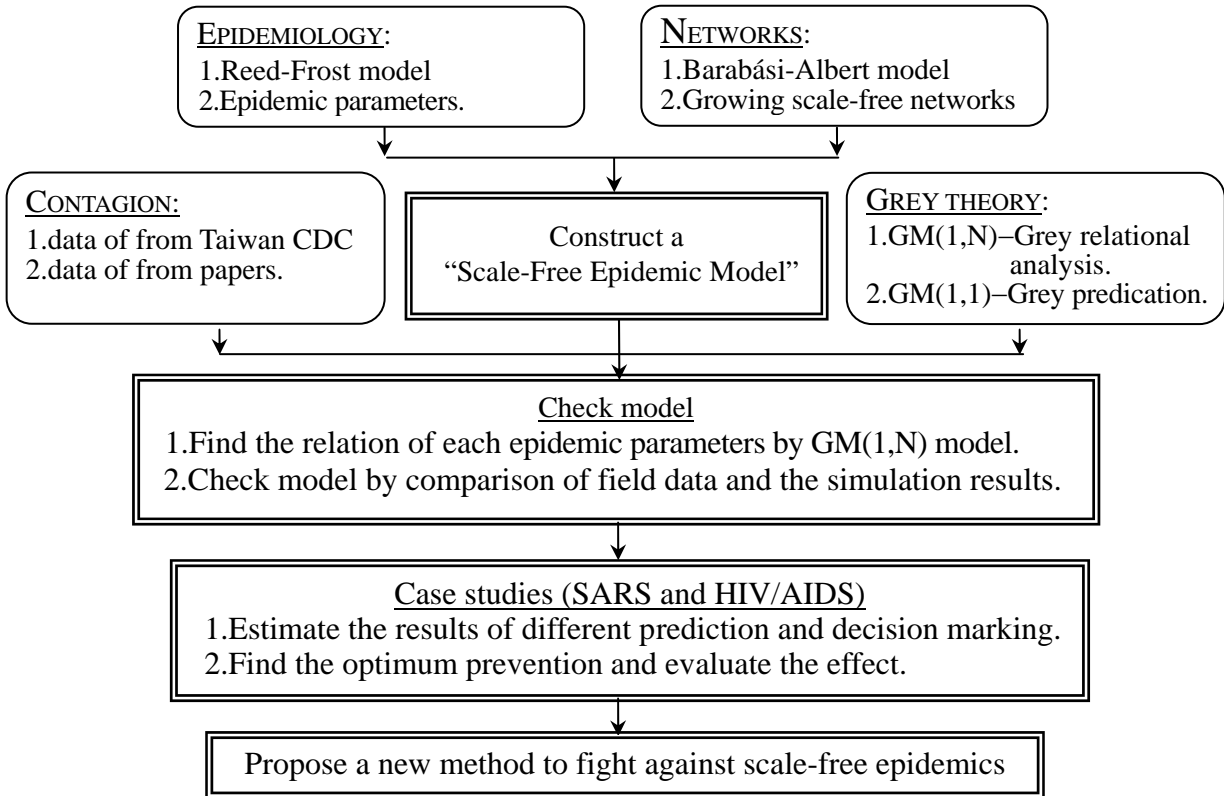 EPIDEMIOLOGY:
1.Reed-Frost model
2.Epidemic parameters.
NETWORKS:
1.Barabási-Albert model
2.Growing scale-free networks
CONTAGION:
1.data of from Taiwan CDC
2.data of from papers.
Construct a
“Scale-Free Epidemic Model”
GREY THEORY:
1.GM(1,N)–Grey relational
analysis.
2.GM(1,1)–Grey predication.
Check model
1.Find the relation of each epidemic parameters by GM(1,N) model.
2.Check model by comparison of field data and the simulation results.
Case studies (SARS and HIV/AIDS)
1.Estimate the results of different prediction and decision marking.
2.Find the optimum prevention and evaluate the effect.
Propose a new method to fight against scale-free epidemics